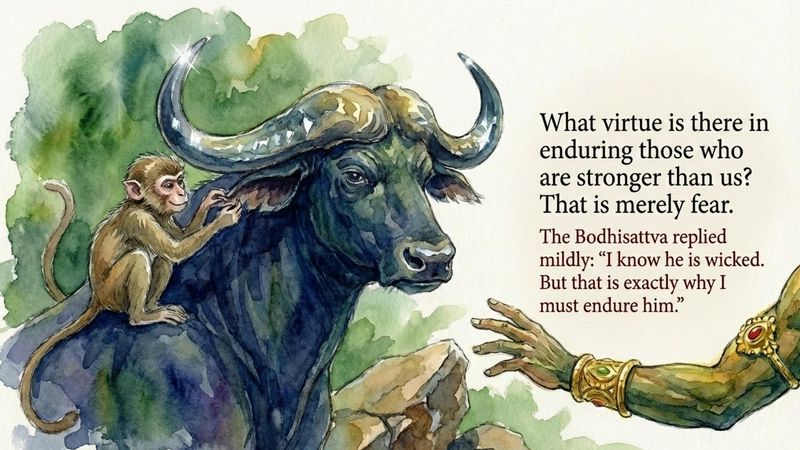 What virtue is there in
enduring those who
are stronger than us?
That is merely fear.
The Bodhisattva replied
mildly: “I know he is wicked.
But that is exactly why I
must endure him.”